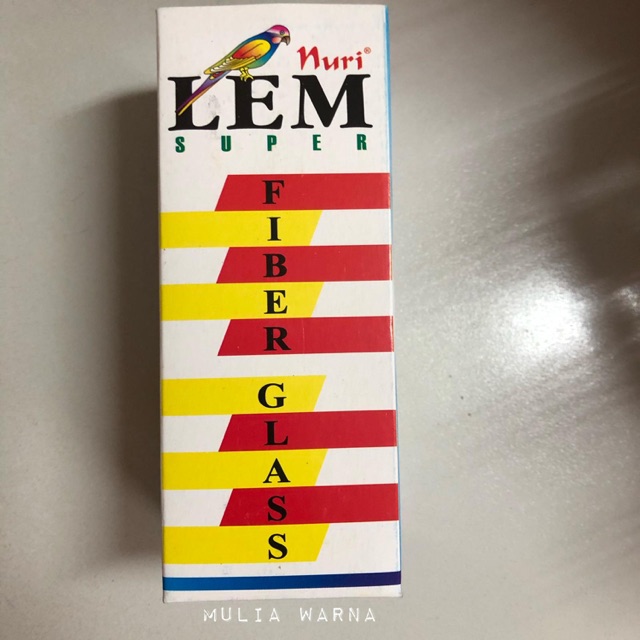 Nuri®
LEM
SUPER
FIBER GLASS
MULIA WARNA